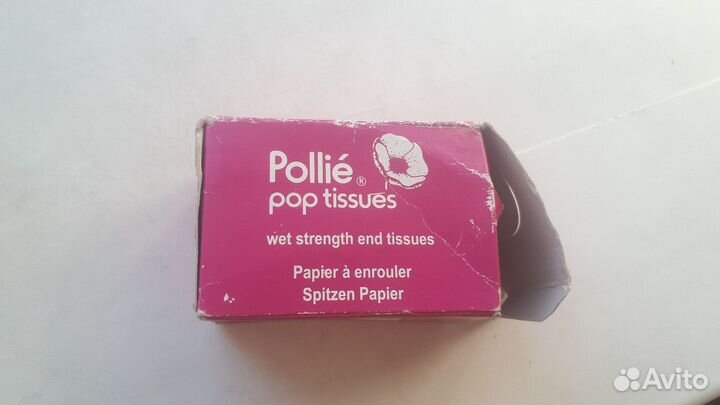 Pollié®
pop tissues
wet strength end tissues
Papier à enrouler
Spitzen Papier
Avito